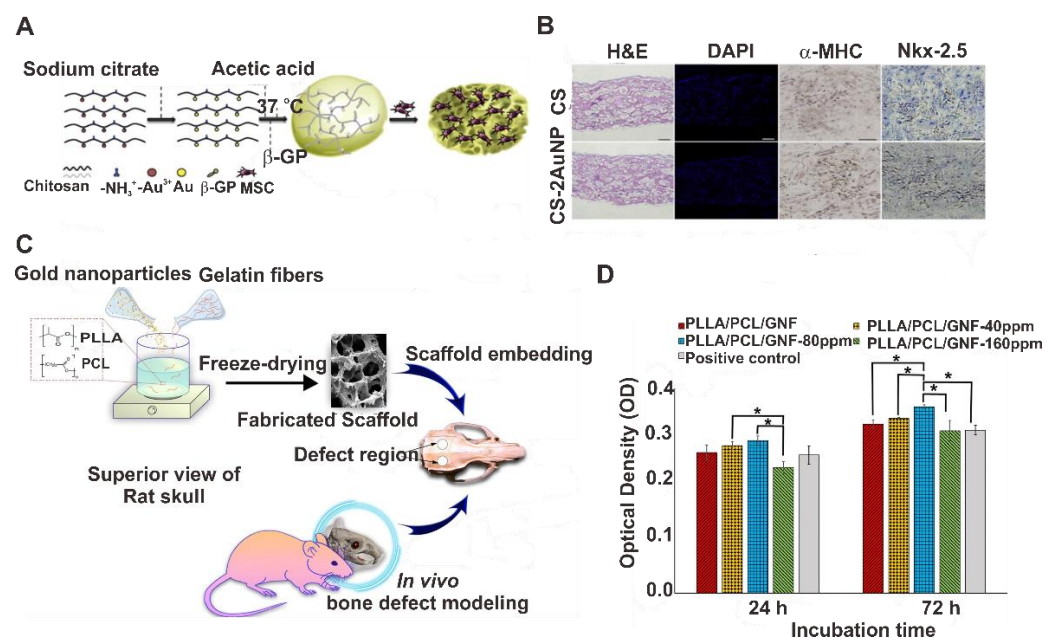 A
Sodium citrate
Acetic acid
37 °C
β-GP
Chitosan -NH₃⁺ -Au³⁺ Au β-GP MSC
B
H&E DAPI α-MHC Nkx-2.5
CS
CS-2AuNP
C
Gold nanoparticles
Gelatin fibers
PLLA
PCL
Freeze-drying
Fabricated Scaffold
Scaffold embedding
Defect region
Superior view of
Rat skull
In vivo
bone defect modeling
D
PLLA/PCL/GNF
PLLA/PCL/GNF-40ppm
PLLA/PCL/GNF-80ppm
PLLA/PCL/GNF-160ppm
Positive control
Optical Density (OD)
0.4
0.3
0.2
0.1
0.0
* * * * * *
24 h
72 h
Incubation time